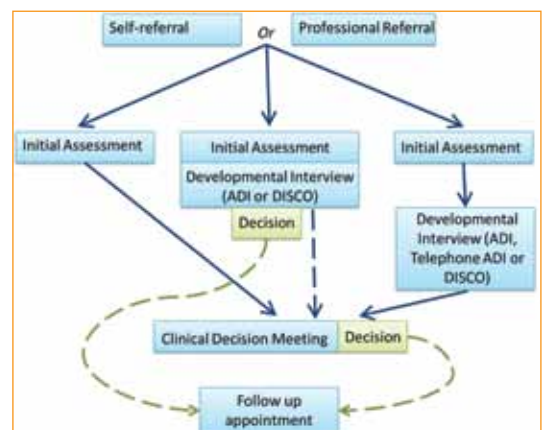 Self-referral
Or
Professional Referral
Initial Assessment
Initial Assessment
Developmental Interview
(ADI or DISCO)
Decision
Initial Assessment
Developmental
Interview (ADI,
Telephone ADI or
DISCO)
Clinical Decision Meeting
Decision
Follow up
appointment